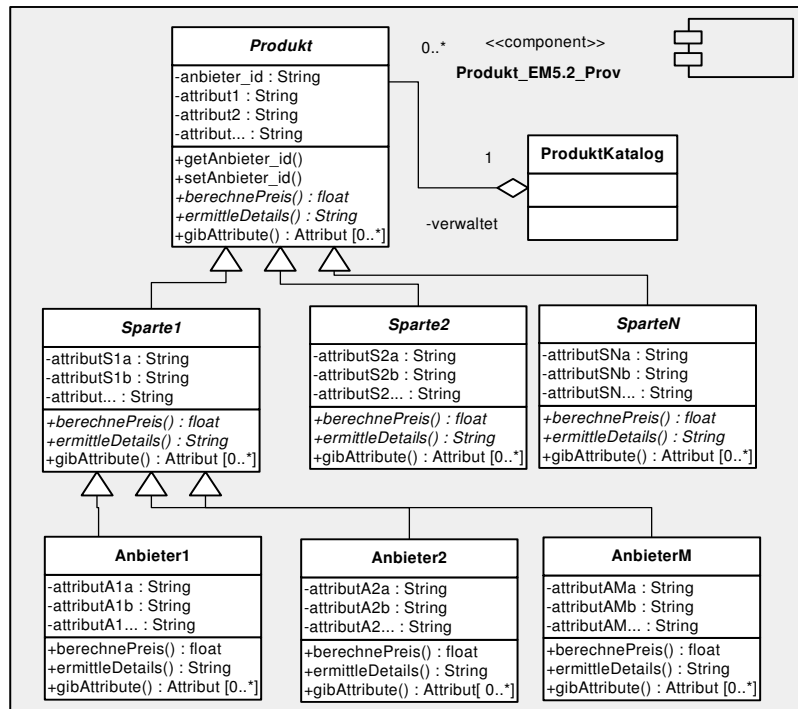 Produkt
-anbieter_id : String
-attribut1 : String
-attribut2 : String
-attribut... : String
+getAnbieter_id()
+setAnbieter_id()
+berechnePreis() : float
+ermittleDetails() : String
+gibAttribute() : Attribut [0..*]
0..*
<<component>>
Produkt_EM5.2_Prov
1
-verwaltet
ProduktKatalog
Sparte1
-attributS1a : String
-attributS1b : String
-attribut... : String
+berechnePreis() : float
+ermittleDetails() : String
+gibAttribute() : Attribut [0..*]
Sparte2
-attributS2a : String
-attributS2b : String
-attributS2... : String
+berechnePreis() : float
+ermittleDetails() : String
+gibAttribute() : Attribut [0..*]
SparteN
-attributSNa : String
-attributSNb : String
-attributSN... : String
+berechnePreis() : float
+ermittleDetails() : String
+gibAttribute() : Attribut [0..*]
Anbieter1
-attributA1a : String
-attributA1b : String
-attributA1... : String
+berechnePreis() : float
+ermittleDetails() : String
+gibAttribute() : Attribut [0..*]
Anbieter2
-attributA2a : String
-attributA2b : String
-attributA2... : String
+berechnePreis() : float
+ermittleDetails() : String
+gibAttribute() : Attribut[ 0..*]
AnbieterM
-attributAMa : String
-attributAMb : String
-attributAM... : String
+berechnePreis() : float
+ermittleDetails() : String
+gibAttribute() : Attribut [0..*]